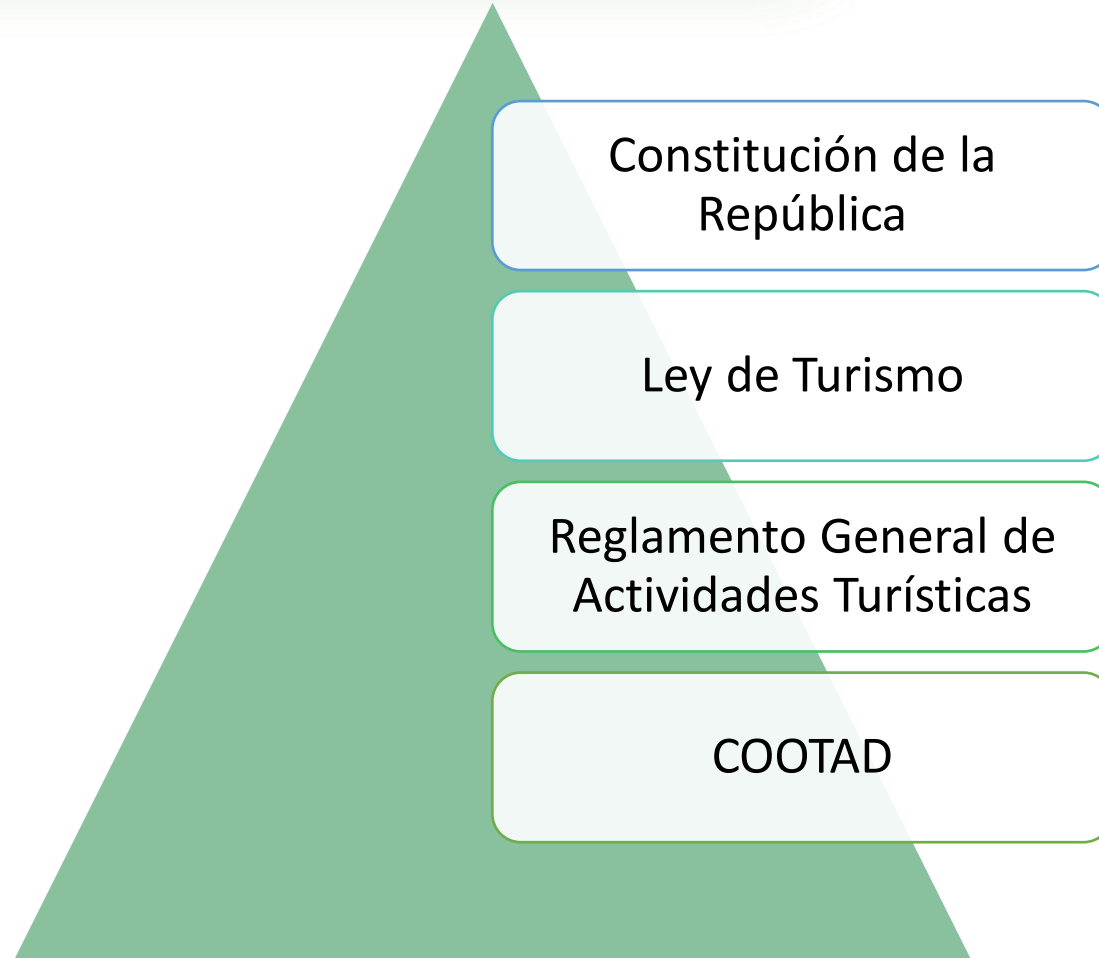 Constitución de la
República
Ley de Turismo
Reglamento General de
Actividades Turísticas
COOTAD